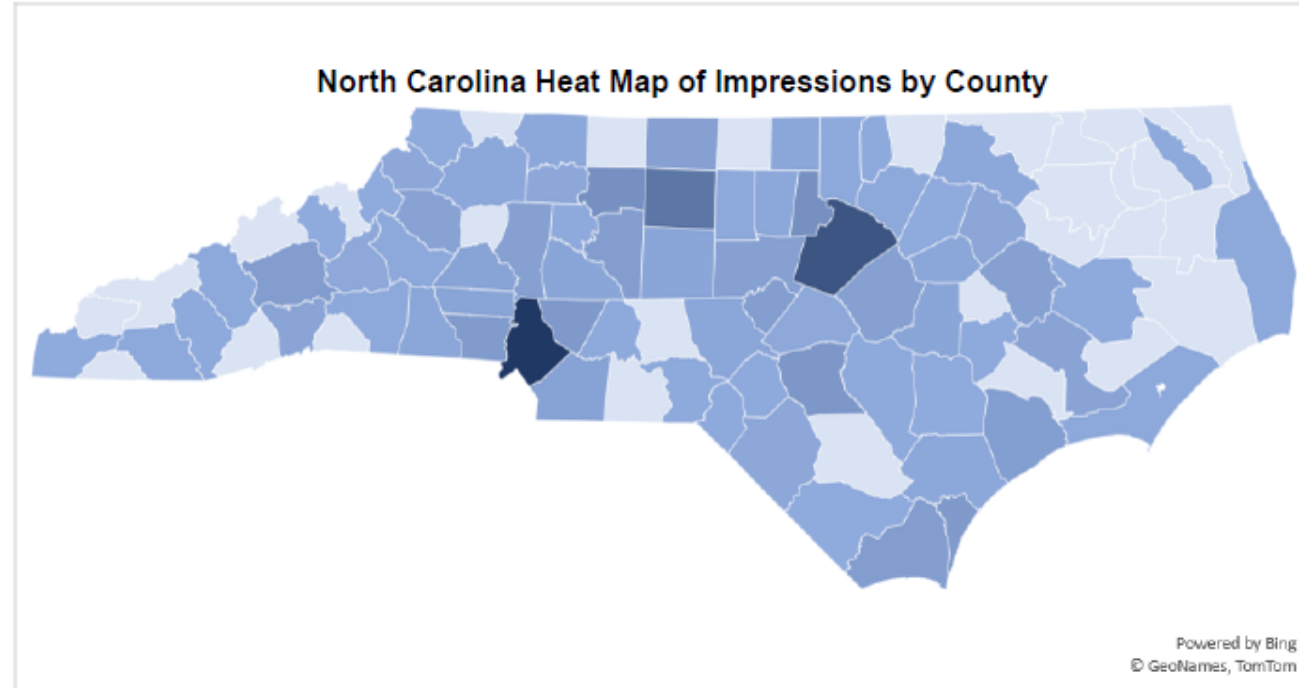 North Carolina Heat Map of Impressions by County
Powered by Bing
© GeoNames, TomTom